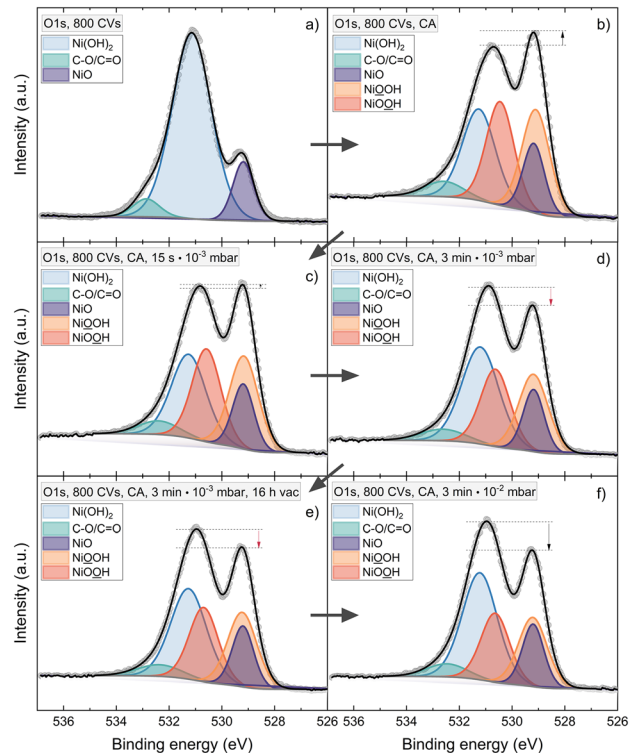 O1s, 800 CVs
a)
Ni(OH)₂
C-O/C=O
NiO
Intensity (a.u.)
O1s, 800 CVs, CA
b)
Ni(OH)₂
C-O/C=O
NiO
NiOOH
NiOOH
O1s, 800 CVs, CA, 15 s • 10⁻³ mbar
c)
Ni(OH)₂
C-O/C=O
NiO
NiOOH
NiOOH
Intensity (a.u.)
O1s, 800 CVs, CA, 3 min • 10⁻³ mbar
d)
Ni(OH)₂
C-O/C=O
NiO
NiOOH
NiOOH
O1s, 800 CVs, CA, 3 min • 10⁻³ mbar, 16 h vac
e)
Ni(OH)₂
C-O/C=O
NiO
NiOOH
NiOOH
Intensity (a.u.)
536 534 532 530 528
Binding energy (eV)
O1s, 800 CVs, CA, 3 min • 10⁻² mbar
f)
Ni(OH)₂
C-O/C=O
NiO
NiOOH
NiOOH
536 534 532 530 528 526
Binding energy (eV)